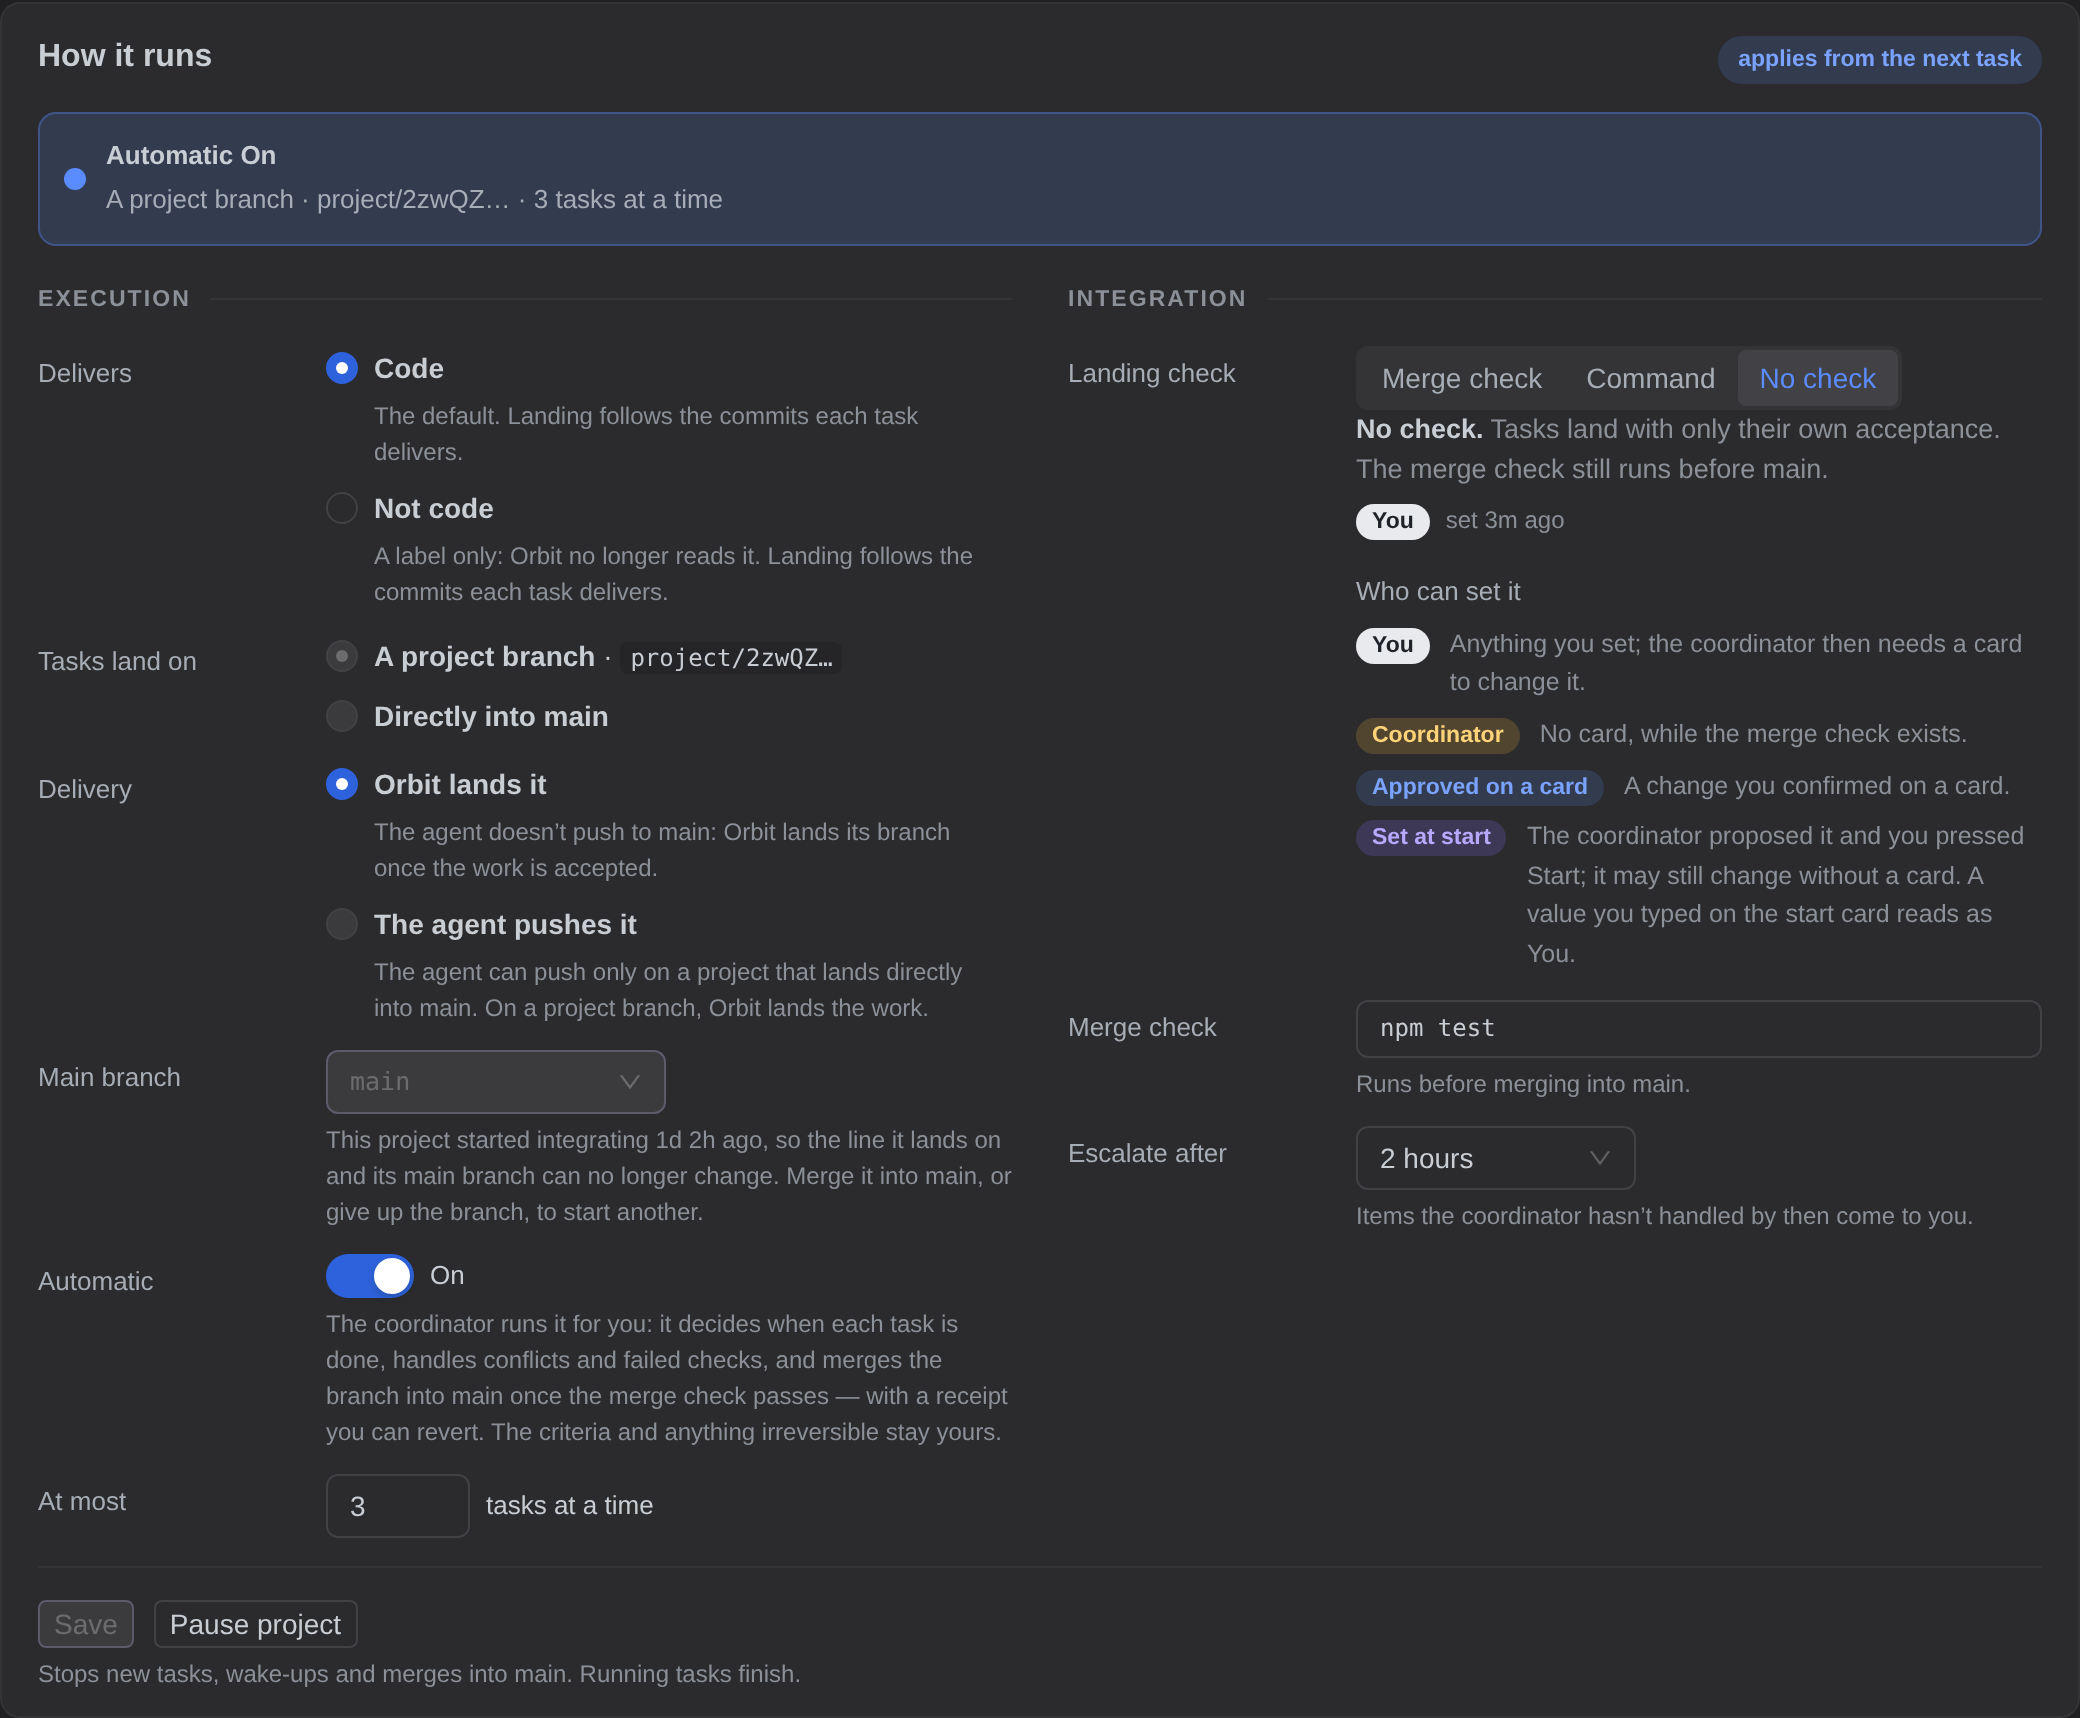 How it runs
applies from the next task
Automatic On
A project branch · project/2zwQZ… · 3 tasks at a time
EXECUTION
Delivers
Code
The default. Landing follows the commits each task
delivers.
Not code
A label only: Orbit no longer reads it. Landing follows the
commits each task delivers.
Tasks land on
A project branch · project/2zwQZ…
Directly into main
Delivery
Orbit lands it
The agent doesn’t push to main: Orbit lands its branch
once the work is accepted.
The agent pushes it
The agent can push only on a project that lands directly
into main. On a project branch, Orbit lands the work.
Main branch
main
This project started integrating 1d 2h ago, so the line it lands on
and its main branch can no longer change. Merge it into main, or
give up the branch, to start another.
Automatic
On
The coordinator runs it for you: it decides when each task is
done, handles conflicts and failed checks, and merges the
branch into main once the merge check passes — with a receipt
you can revert. The criteria and anything irreversible stay yours.
At most
3 tasks at a time
INTEGRATION
Landing check
Merge check Command No check
No check. Tasks land with only their own acceptance.
The merge check still runs before main.
You set 3m ago
Who can set it
You Anything you set; the coordinator then needs a card
to change it.
Coordinator No card, while the merge check exists.
Approved on a card A change you confirmed on a card.
Set at start The coordinator proposed it and you pressed
Start; it may still change without a card. A
value you typed on the start card reads as
You.
Merge check
npm test
Runs before merging into main.
Escalate after
2 hours
Items the coordinator hasn’t handled by then come to you.
Save Pause project
Stops new tasks, wake-ups and merges into main. Running tasks finish.